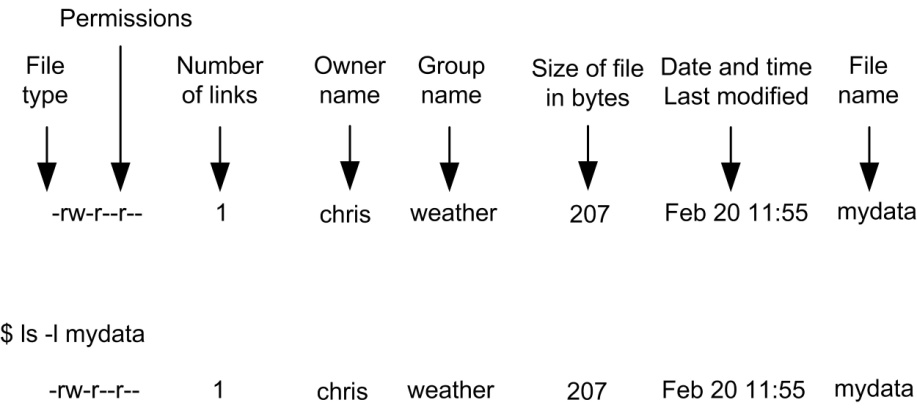 Permissions
File type
Number of links
Owner name
Group name
Size of file in bytes
Date and time Last modified
File name
-rw-r--r-- 1 chris weather 207 Feb 20 11:55 mydata
$ ls -l mydata
-rw-r--r-- 1 chris weather 207 Feb 20 11:55 mydata